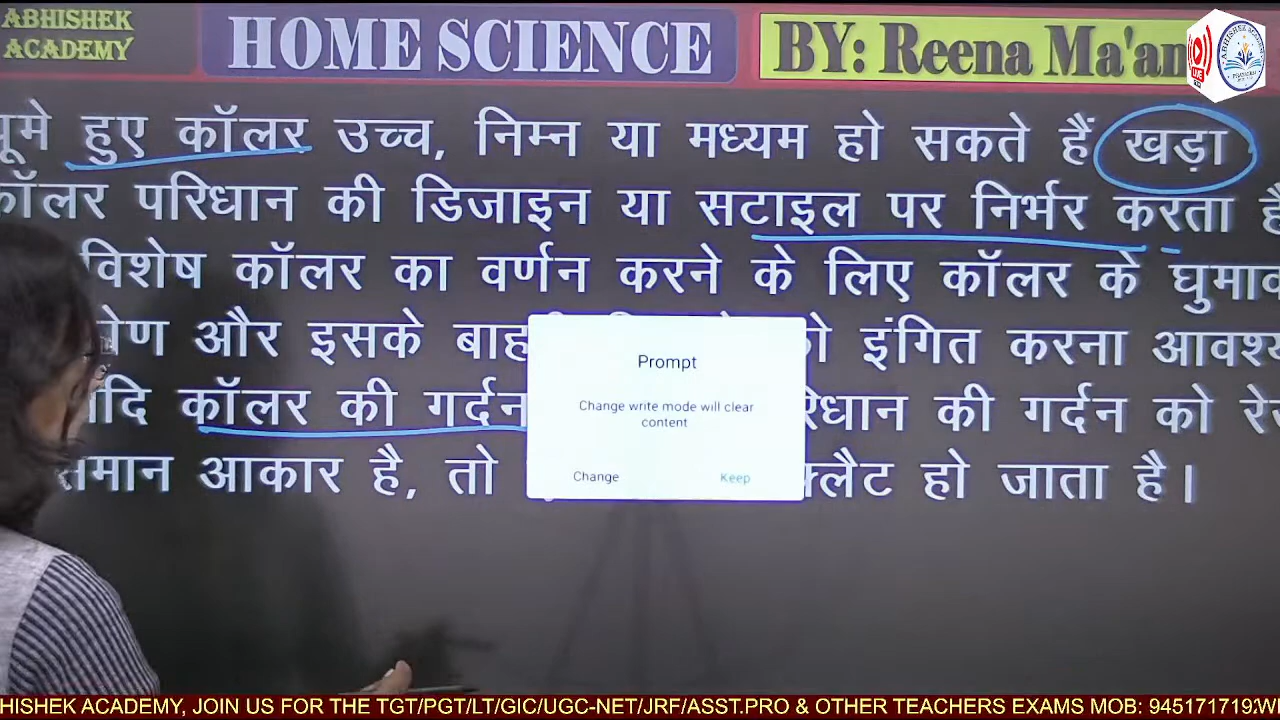 ABHISHEK
ACADEMY
HOME SCIENCE
BY: Reena Ma'am
LIVE
हुए कॉलर उच्च, निम्न या मध्यम हो सकते हैं खड़ा
कॉलर परिधान की डिजाइन या सटाइल पर निर्भर करता है
विशेष कॉलर का वर्णन करने के लिए कॉलर के घुमाव
और इसके को इंगित करना
कॉलर की गर्दन की गर्दन को
समान आकार है, तो फ्लैट हो जाता है।
Prompt
Change write mode will clear
content
Change Keep
HISHEK ACADEMY, JOIN US FOR THE TGT/PGT/LT/GIC/UGC-NET/JRF/ASST.PRO & OTHER TEACHERS EXAMS MOB: